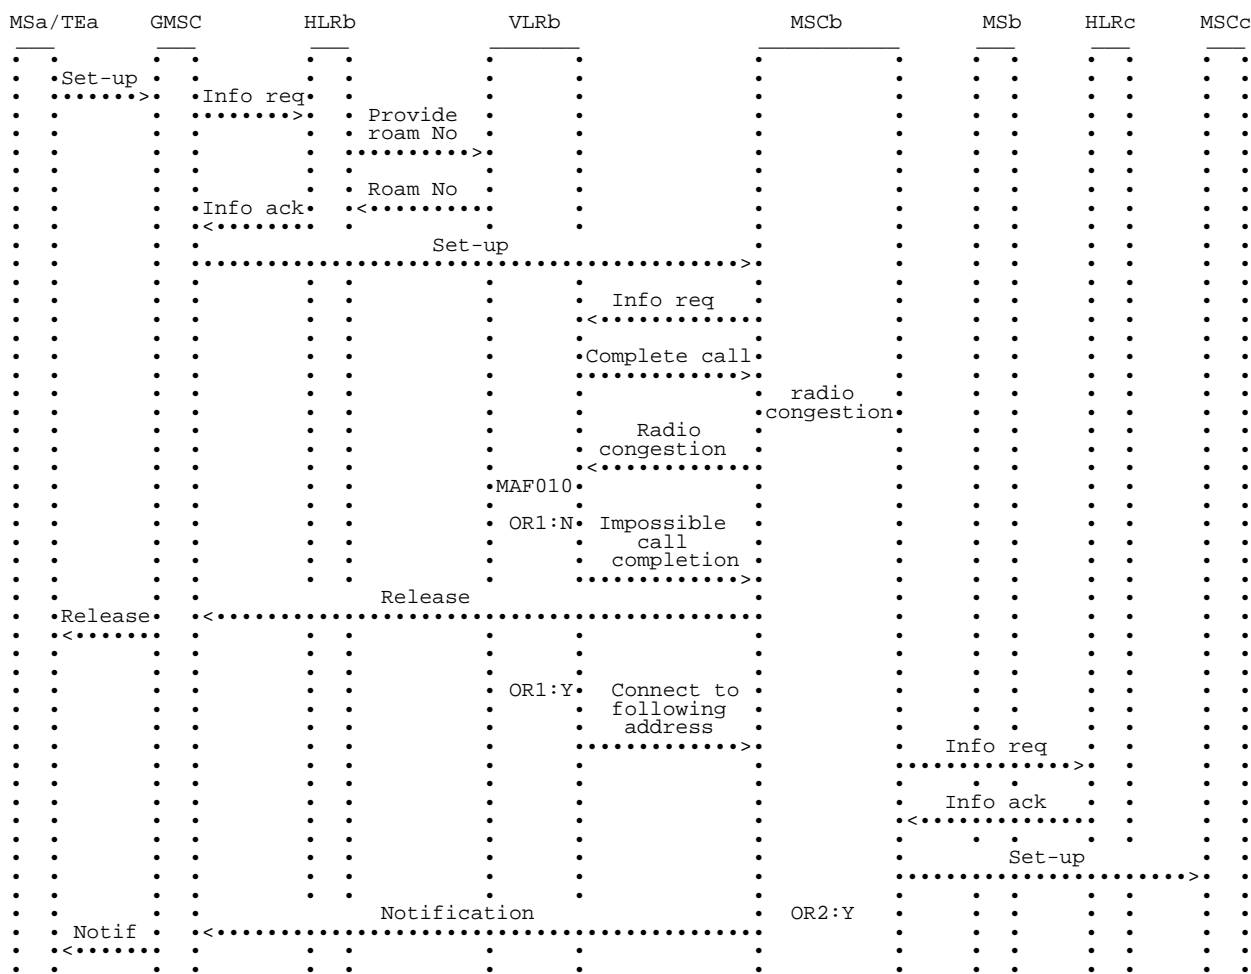 MSa/TEa GMSC HLRb VLRb MSCb MSb HLRc MSCc
Set-up
Info req
Provide
roam No
Roam No
Info ack
Set-up
Info req
Complete call
radio
congestion
Radio
congestion
MAF010
OR1:N Impossible
call
completion
Release
Release
OR1:Y Connect to
following
address
Info req
Info ack
Set-up
Notification OR2:Y
Notif